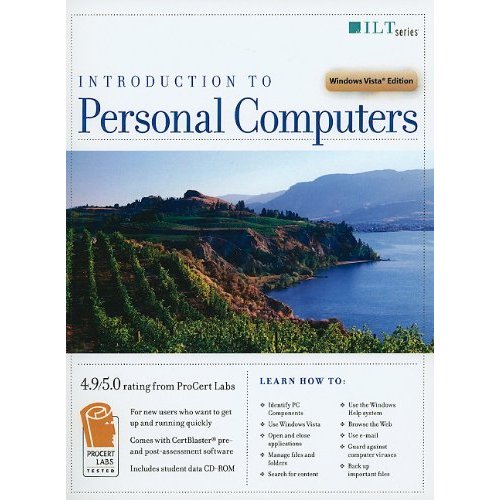 ILT series
INTRODUCTION TO
Windows Vista® Edition
Personal Computers
4.9/5.0 rating from ProCert Labs
For new users who want to get
up and running quickly
Comes with CertBlaster® pre-
and post-assessment software
Includes student data CD-ROM
PROCERT
LABS
TESTED
LEARN HOW TO:
Identify PC
Components
Use Windows Vista
Open and close
applications
Manage files and
folders
Search for content
Use the Windows
Help system
Browse the Web
Use e-mail
Guard against
computer viruses
Back up
important files